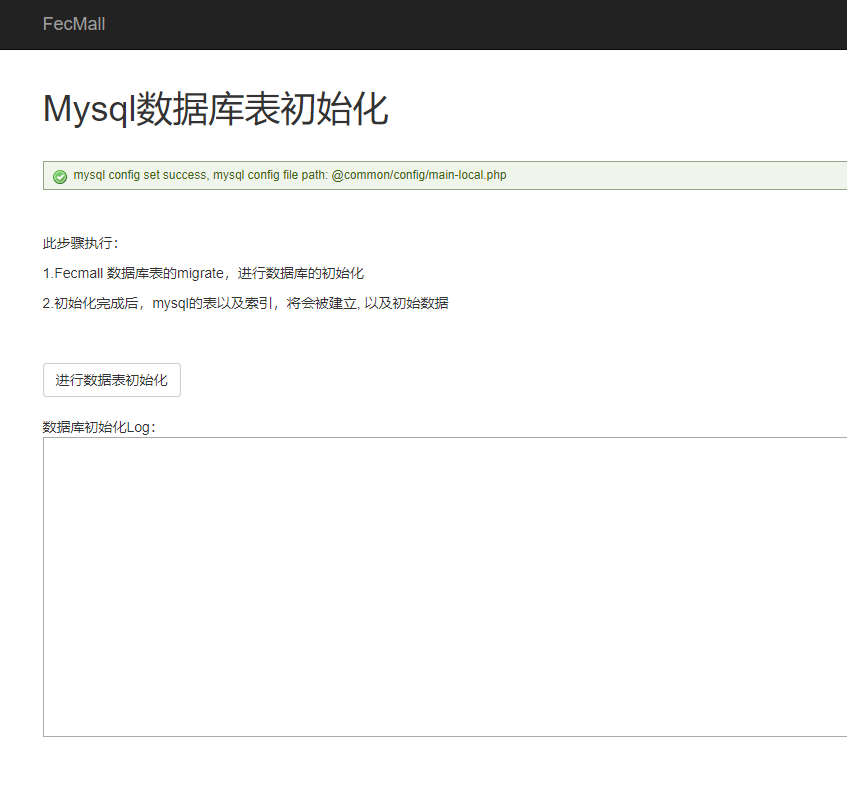 FecMall
Mysql数据库表初始化
mysql config set success, mysql config file path: @common/config/main-local.php
此步骤执行：
1.Fecmall 数据库表的migrate，进行数据库的初始化
2.初始化完成后，mysql的表以及索引，将会被建立, 以及初始数据
进行数据表初始化
数据库初始化Log：